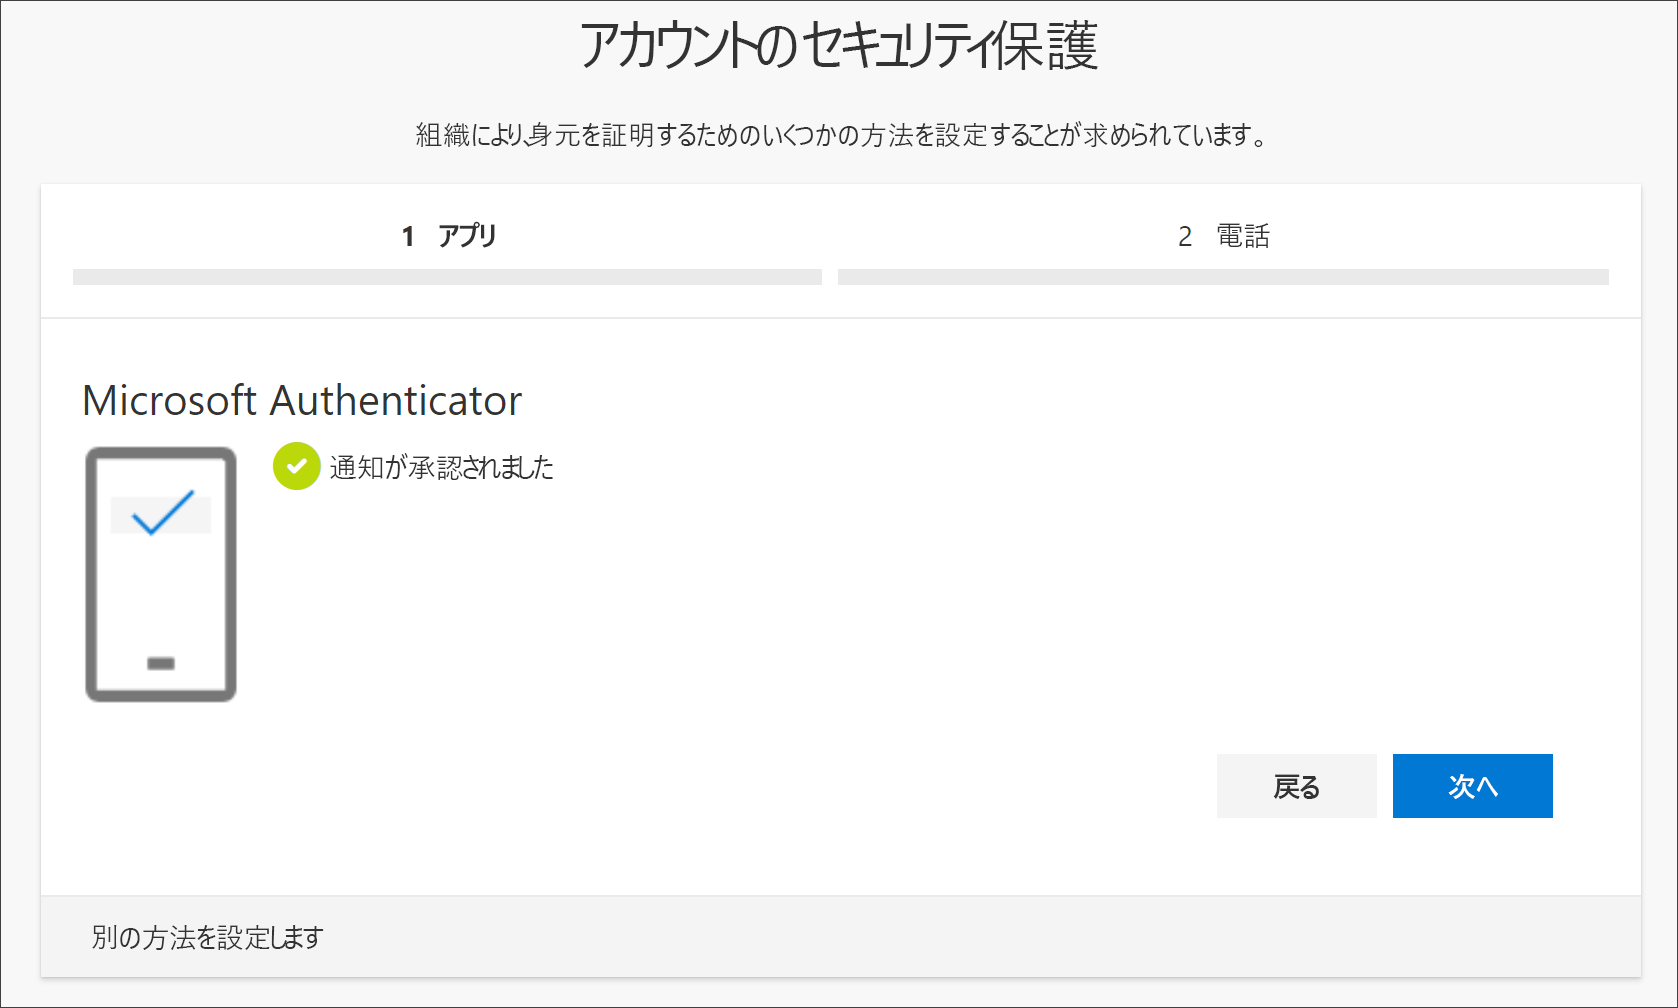 アカウントのセキュリティ保護
組織により、身元を証明するためのいくつかの方法を設定することが求められています。
1 アプリ
2 電話
Microsoft Authenticator
通知が承認されました
戻る
次へ
別の方法を設定します